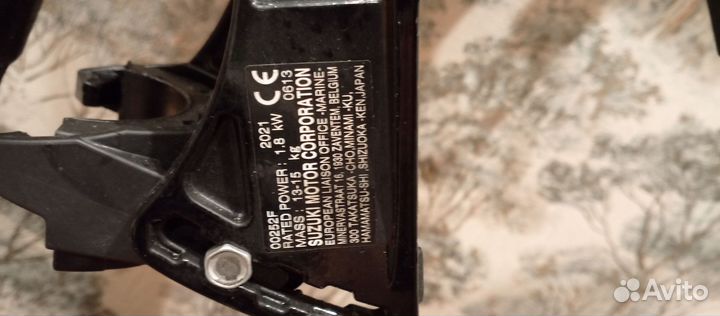 00252F 2021
RATED POWER: 1.8 kW CE
MASS: 13-15 kg 0613
SUZUKI MOTOR CORPORATION
EUROPEAN LIAISON OFFICE -MARINE-
MINERVASTRAAT 16, 1930 ZAVENTEM, BELGIUM
300 TAKATSUKA -CHO,MINAMI -KU,
HAMAMATSU-SHI ,SHIZUOKA -KEN,JAPAN
Avito